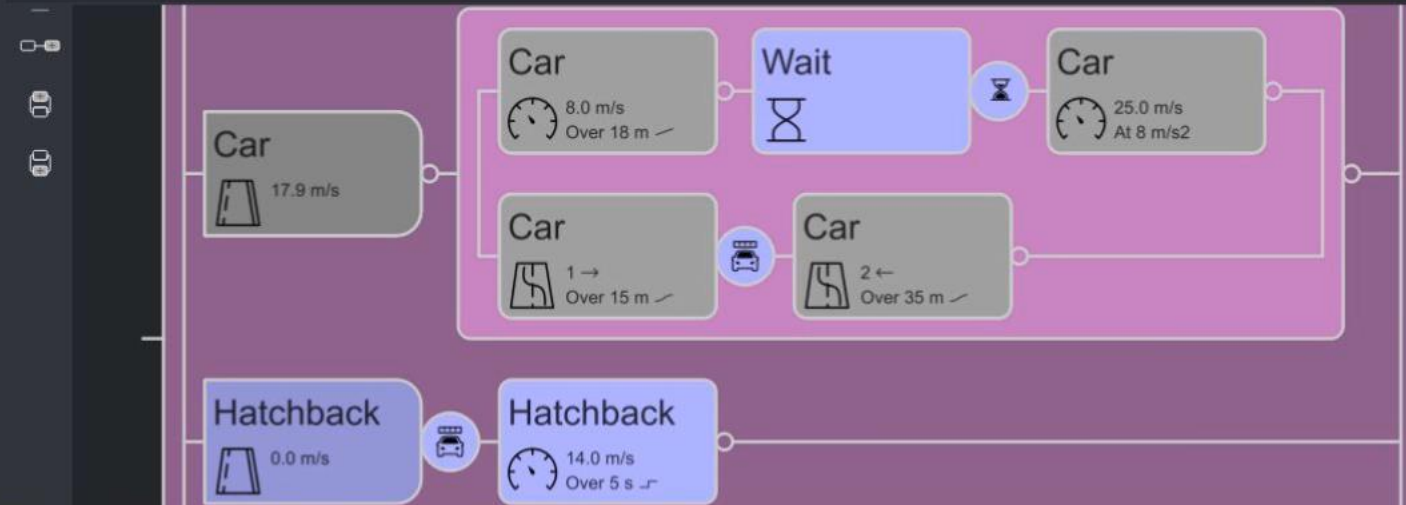 Car
8.0 m/s
Over 18 m
Wait
Car
25.0 m/s
At 8 m/s2
Car
17.9 m/s
Car
1 →
Over 15 m
Car
2 ←
Over 35 m
Hatchback
0.0 m/s
Hatchback
14.0 m/s
Over 5 s